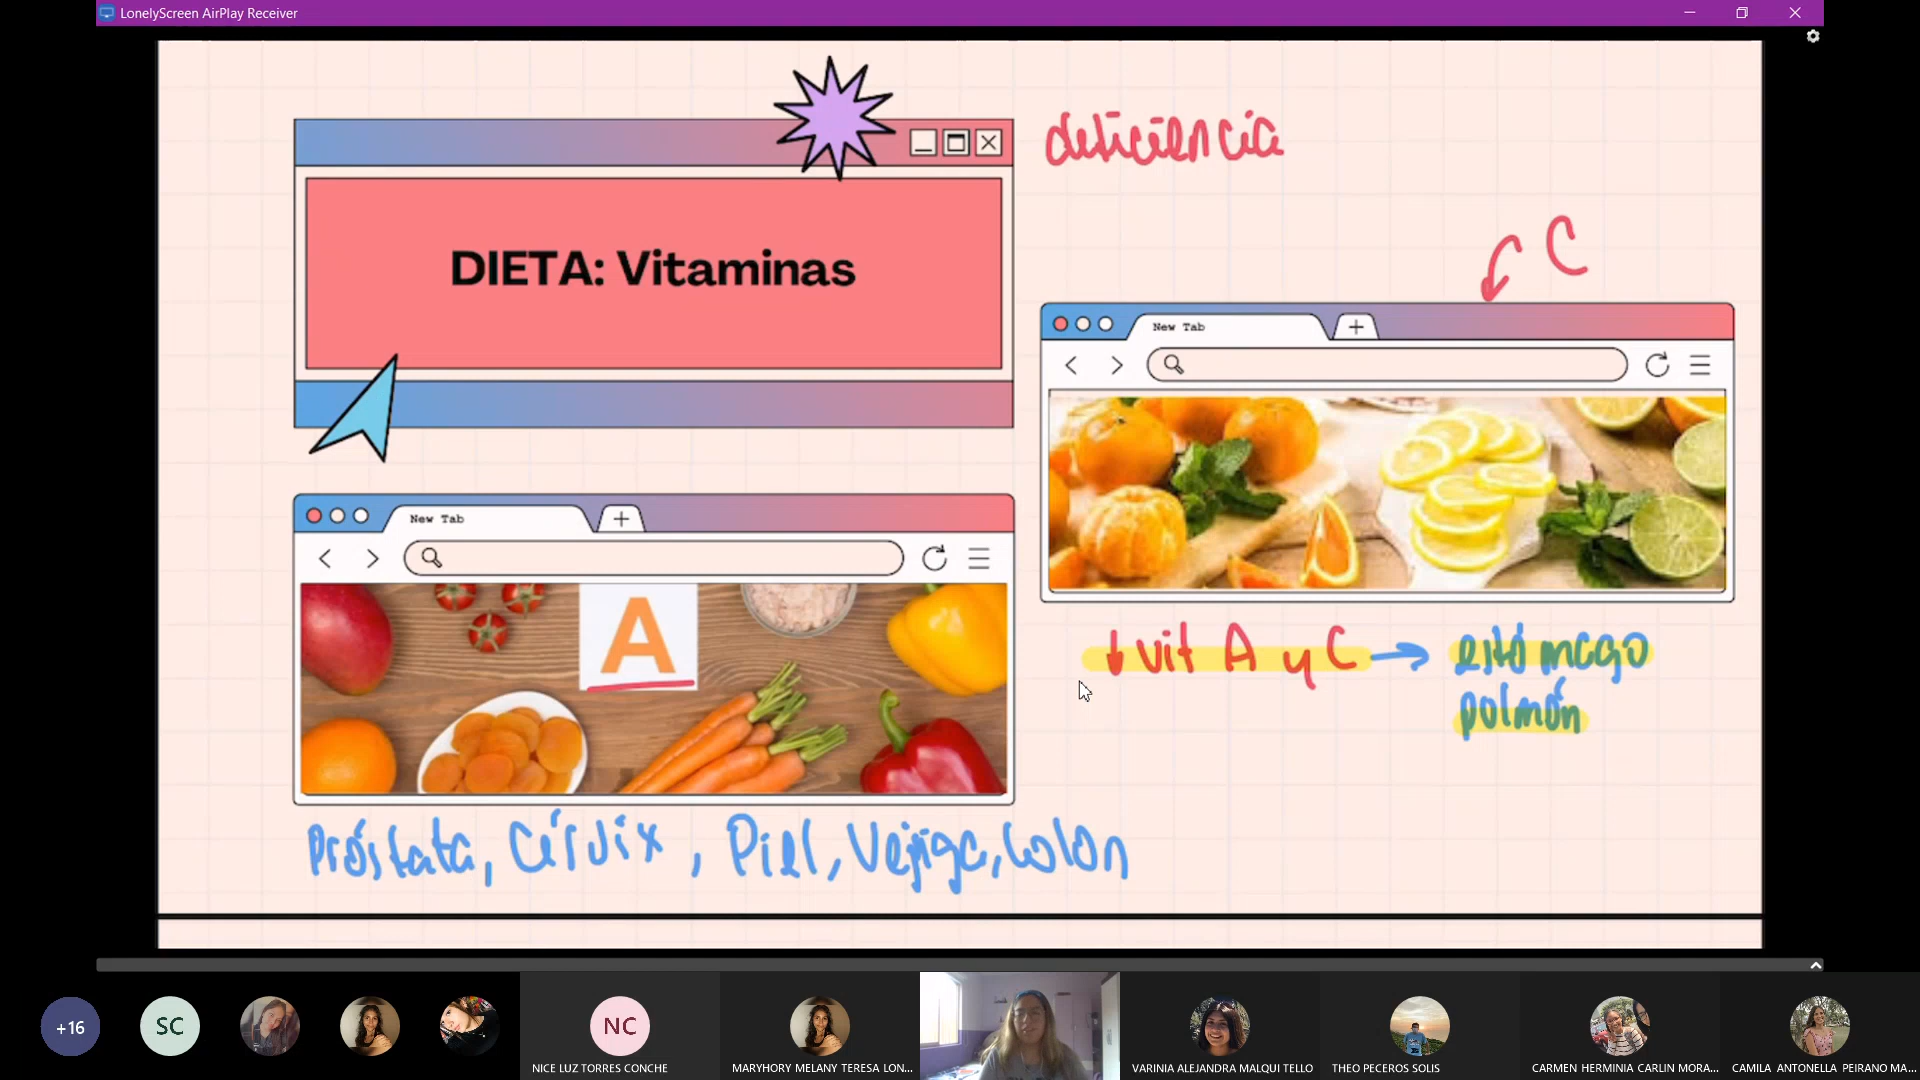 LonelyScreen AirPlay Receiver
deficiencia
DIETA: Vitaminas
C
New Tab
New Tab
A
↓ vit A y C → estómago
pulmón
Próstata, Cérvix, Piel, Vejiga, Colon
+16
SC
NC
NICE LUZ TORRES CONCHE
MARYHORY MELANY TERESA LON...
VARINIA ALEJANDRA MALQUI TELLO
THEO PECEROS SOLIS
CARMEN HERMINIA CARLIN MORA...
CAMILA ANTONELLA PEIRANO MA...